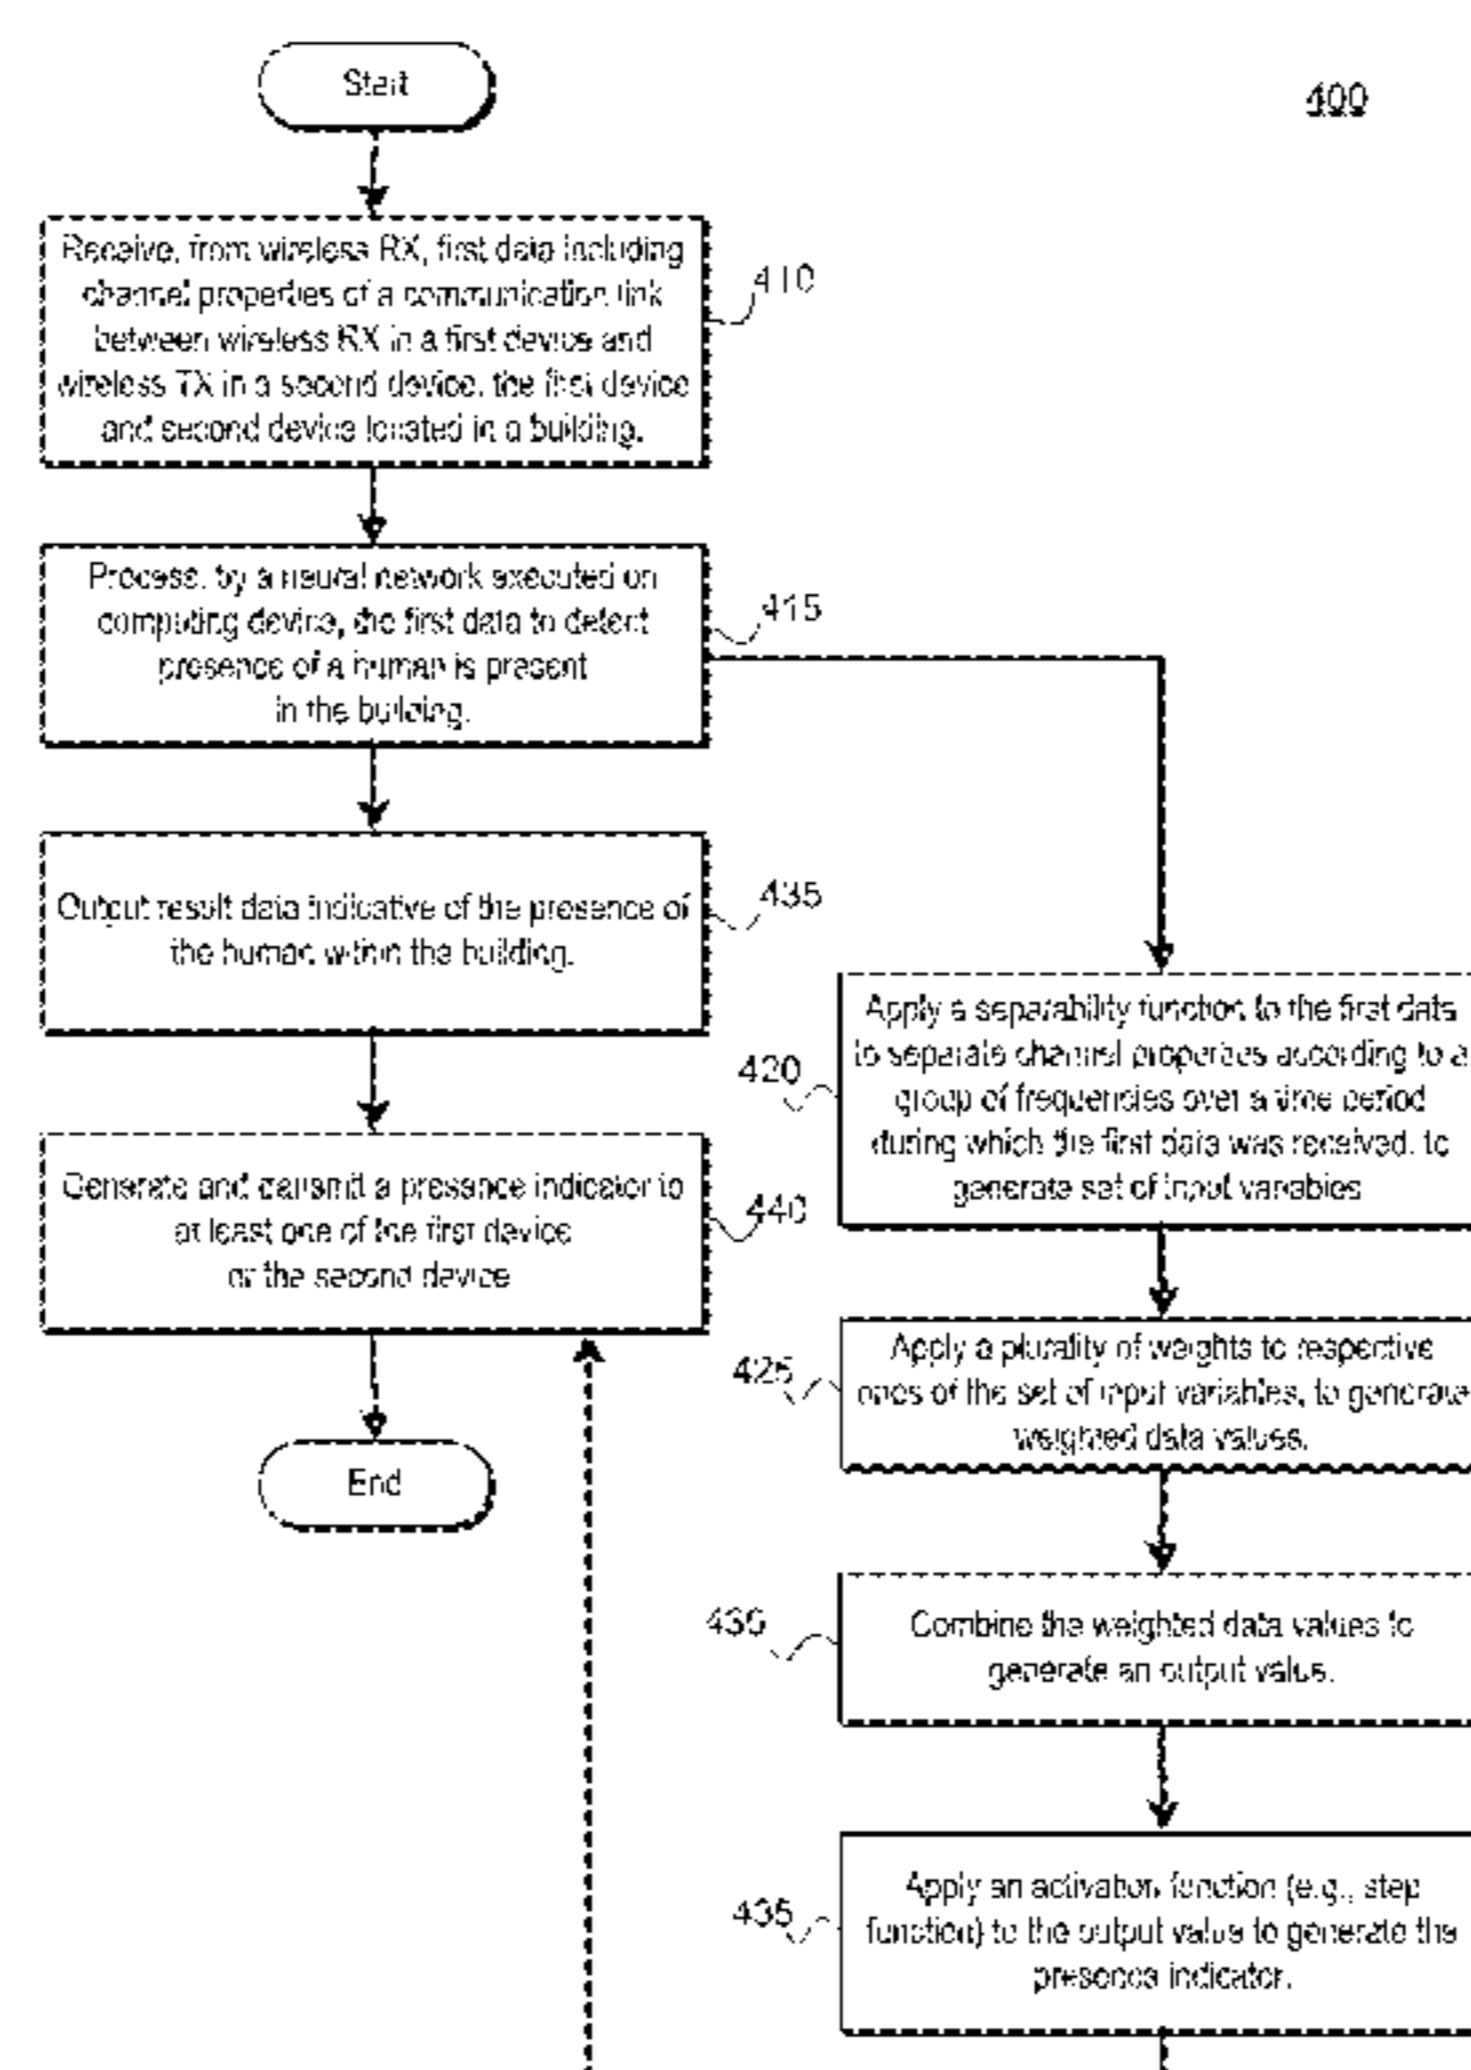 Start
400
Receive, from wireless RX, first data including
channel properties of a communication link
between wireless RX in a first device and
wireless TX in a second device, the first device
and second device located in a building.
410
Process, by a neural network executed on
computing device, the first data to detect
presence of a human is present
in the building.
415
Output result data indicative of the presence of
the human within the building.
435
Generate and transmit a presence indicator to
at least one of the first device
or the second device
440
End
Apply a separability function to the first data
to separate channel properties according to a
group of frequencies over a time period
during which the first data was received, to
generate set of input variables
420
Apply a plurality of weights to respective
ones of the set of input variables, to generate
weighted data values.
425
Combine the weighted data values to
generate an output value.
430
Apply an activation function (e.g., step
function) to the output value to generate the
presence indicator.
435